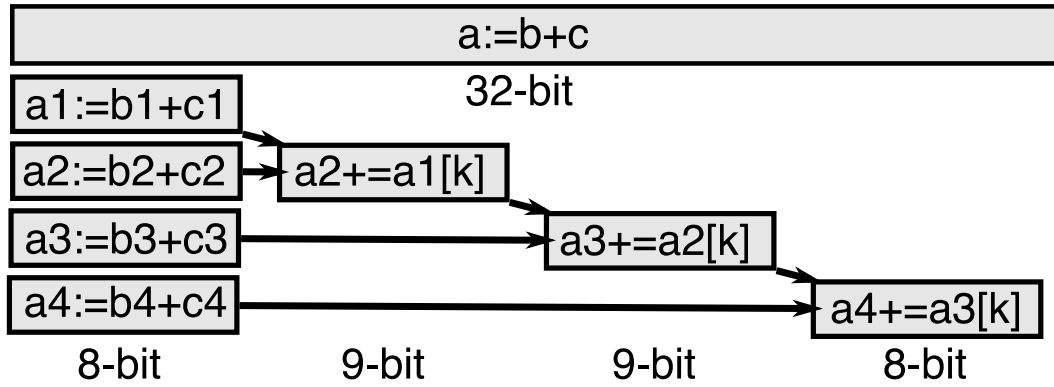 a:=b+c
32-bit
a1:=b1+c1
a2:=b2+c2
a2+=a1[k]
a3:=b3+c3
a3+=a2[k]
a4:=b4+c4
a4+=a3[k]
8-bit
9-bit
9-bit
8-bit